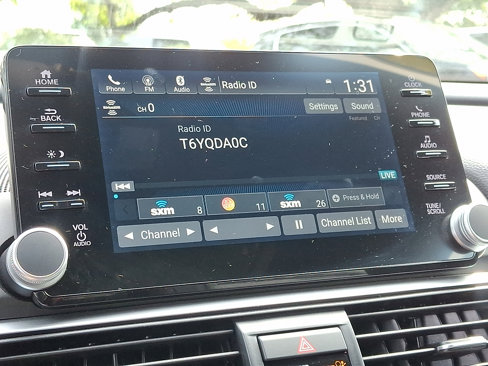 HOME
Phone FM Audio SiriusXM Radio ID 1:31
CLOCK
SiriusXM CH 0 Settings Sound
BACK
PHONE
Featured CH
Radio ID
T6YQDA0C
AUDIO
LIVE
SOURCE
sxm 8 11 sxm 26 Press & Hold
TUNE/
SCROLL
VOL
AUDIO
Channel Channel List More